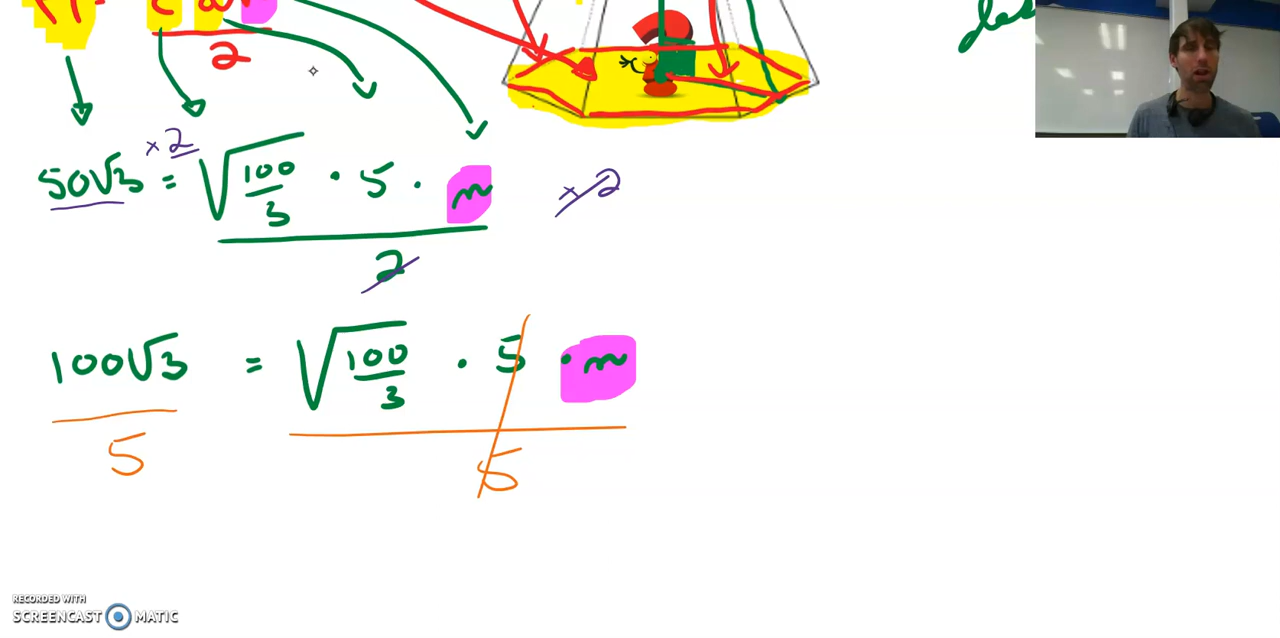 2
des
×2
50√3 = √(100/3) · 5 · n ×2
2
100√3 = √(100/3) · 5 · n
5 5
RECORDED WITH
SCREENCAST MATIC